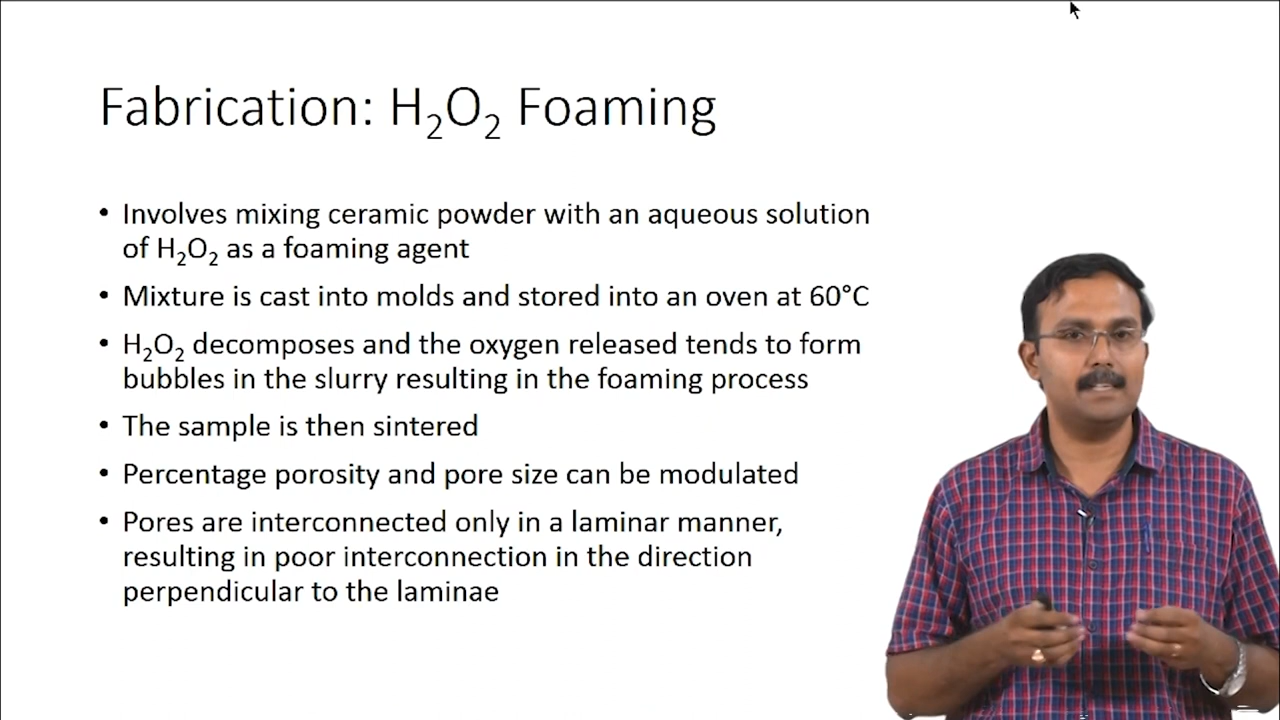 Fabrication: H₂O₂ Foaming
• Involves mixing ceramic powder with an aqueous solution
of H₂O₂ as a foaming agent
• Mixture is cast into molds and stored into an oven at 60°C
• H₂O₂ decomposes and the oxygen released tends to form
bubbles in the slurry resulting in the foaming process
• The sample is then sintered
• Percentage porosity and pore size can be modulated
• Pores are interconnected only in a laminar manner,
resulting in poor interconnection in the direction
perpendicular to the laminae